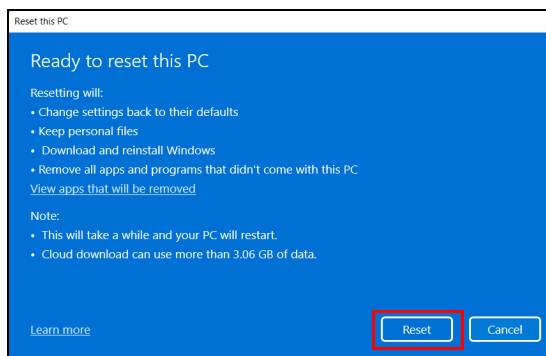 Reset this PC
Ready to reset this PC
Resetting will:
• Change settings back to their defaults
• Keep personal files
• Download and reinstall Windows
• Remove all apps and programs that didn't come with this PC
View apps that will be removed
Note:
• This will take a while and your PC will restart.
• Cloud download can use more than 3.06 GB of data.
Learn more
Reset
Cancel